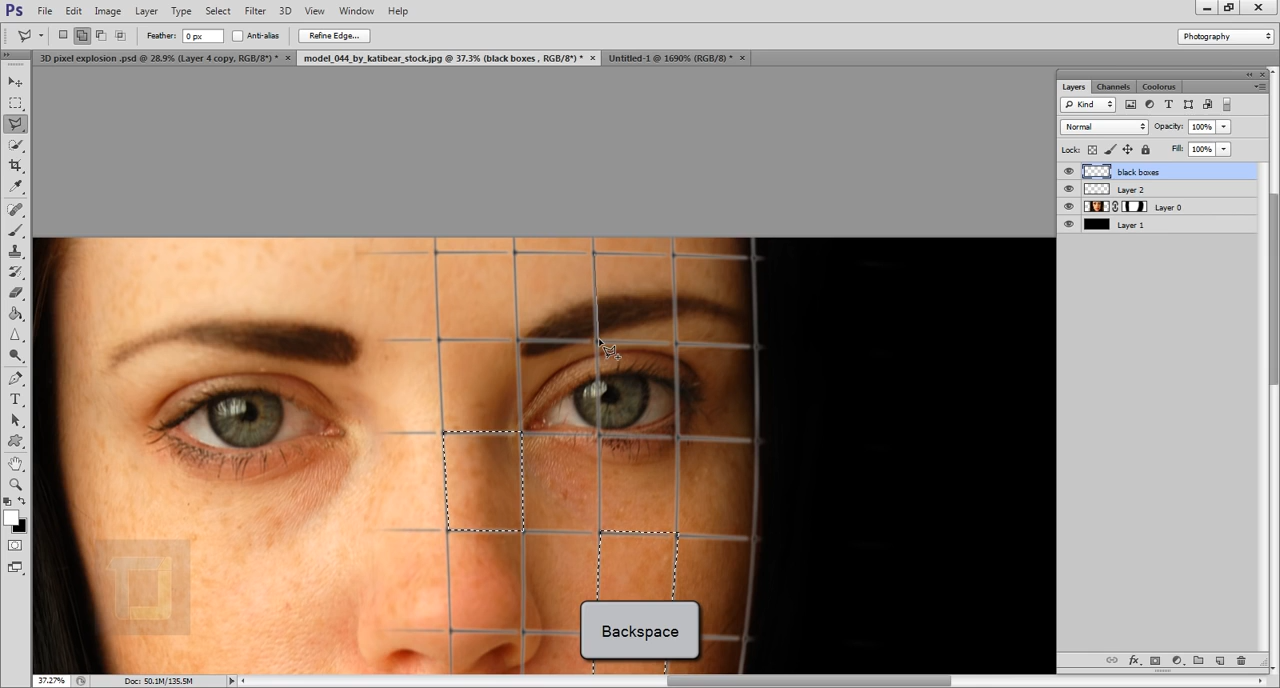 Ps File Edit Image Layer Type Select Filter 3D View Window Help
Feather: 0 px Anti-alias Refine Edge... Photography
3D pixel explosion .psd @ 28.9% (Layer 4 copy, RGB/8*) * × model_044_by_katibear_stock.jpg @ 37.3% (black boxes , RGB/8*) * × Untitled-1 @ 1690% (RGB/8) * ×
Layers Channels Coolorus
Kind
Normal Opacity: 100%
Lock: Fill: 100%
black boxes
Layer 2
Layer 0
Layer 1
Backspace
37.27% Doc: 50.1M/135.5M